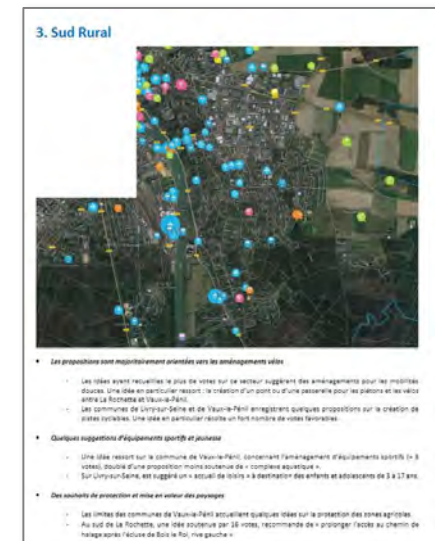 3. Sud Rural
Les propositions sont majoritairement orientées vers les aménagements vélos
- Les idées ayant recueillies le plus de votes sur ce secteur suggèrent des aménagements pour les mobilités
douces. Une idée en particulier ressort : la création d'un pont ou d'une passerelle pour les piétons et les vélos
entre La Rochette et Vaux-le-Pénil.
- Les communes de Livry-sur-Seine et de Vaux-le-Pénil enregistrent quelques propositions sur la création de
pistes cyclables. Une idée en particulier récolte un fort nombre de votes favorables.
Quelques suggestions d'équipements sportifs et jeunesse
- Une idée ressort sur la commune de Vaux-le-Pénil, concernant l'aménagement d'équipements sportifs (+ 8
votes), doublé d'une proposition moins soutenue de « complexe aquatique ».
- Sur Livry-sur-Seine, est suggéré un « accueil de loisirs » à destination des enfants et adolescents de 3 à 17 ans.
Des souhaits de protection et mise en valeur des paysages
- Les limites des communes de Vaux-le-Pénil accueillent quelques idées sur la protection des zones agricoles.
- Au sud de La Rochette, une idée soutenue par 16 votes, recommande de « prolonger l'accès au chemin de
halage après l'écluse de Bois le Roi, rive gauche »